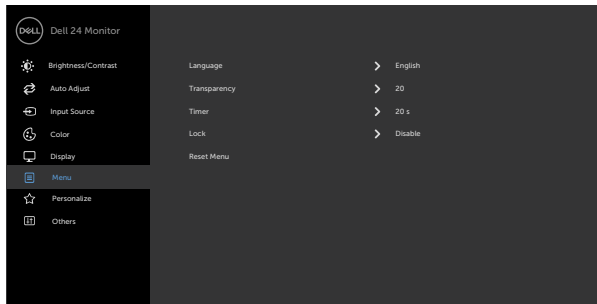 DELL Dell 24 Monitor
Brightness/Contrast
Auto Adjust
Input Source
Color
Display
Menu
Personalize
Others
Language English
Transparency 20
Timer 20 s
Lock Disable
Reset Menu